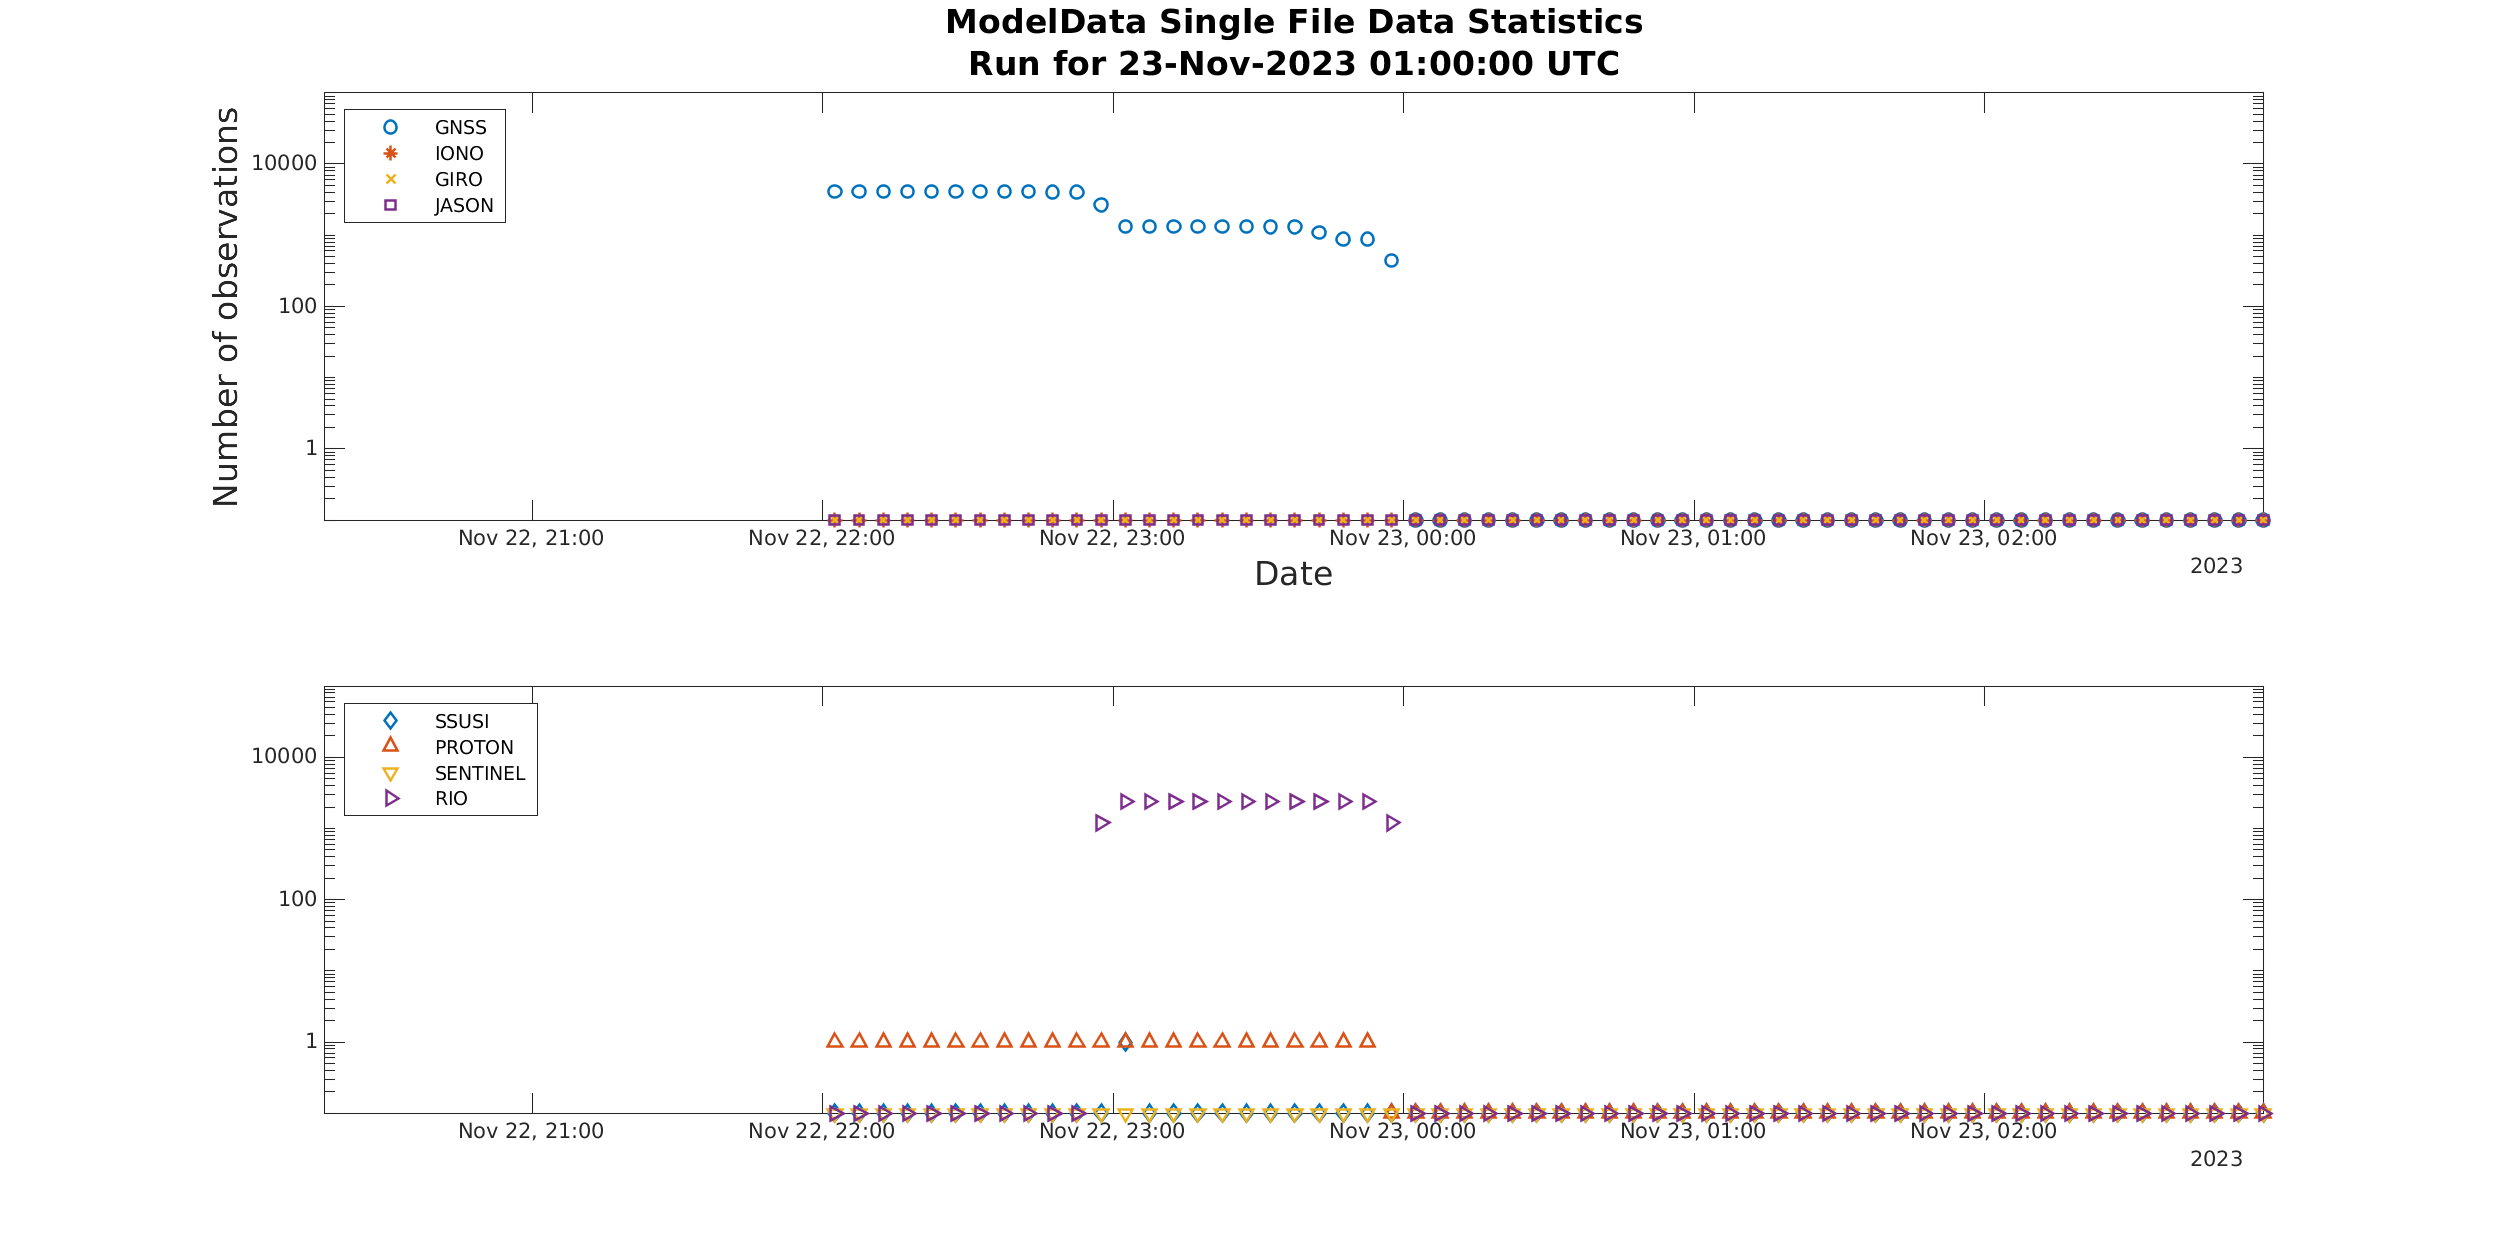 ModelData Single File Data Statistics
Run for 23-Nov-2023 01:00:00 UTC
Number of observations
10000
100
1
GNSS
IONO
GIRO
JASON
Nov 22, 21:00
Nov 22, 22:00
Nov 22, 23:00
Nov 23, 00:00
Nov 23, 01:00
Nov 23, 02:00
2023
Date
10000
100
1
SSUSI
PROTON
SENTINEL
RIO
Nov 22, 21:00
Nov 22, 22:00
Nov 22, 23:00
Nov 23, 00:00
Nov 23, 01:00
Nov 23, 02:00
2023